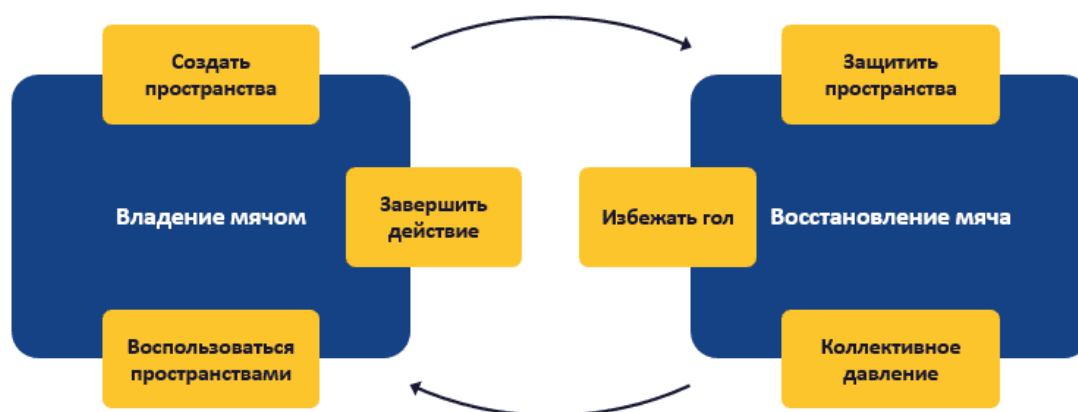 Создать
пространства
Владение мячом
Завершить
действие
Воспользоваться
пространствами
Защитить
пространства
Избежать гол
Восстановление мяча
Коллективное
давление